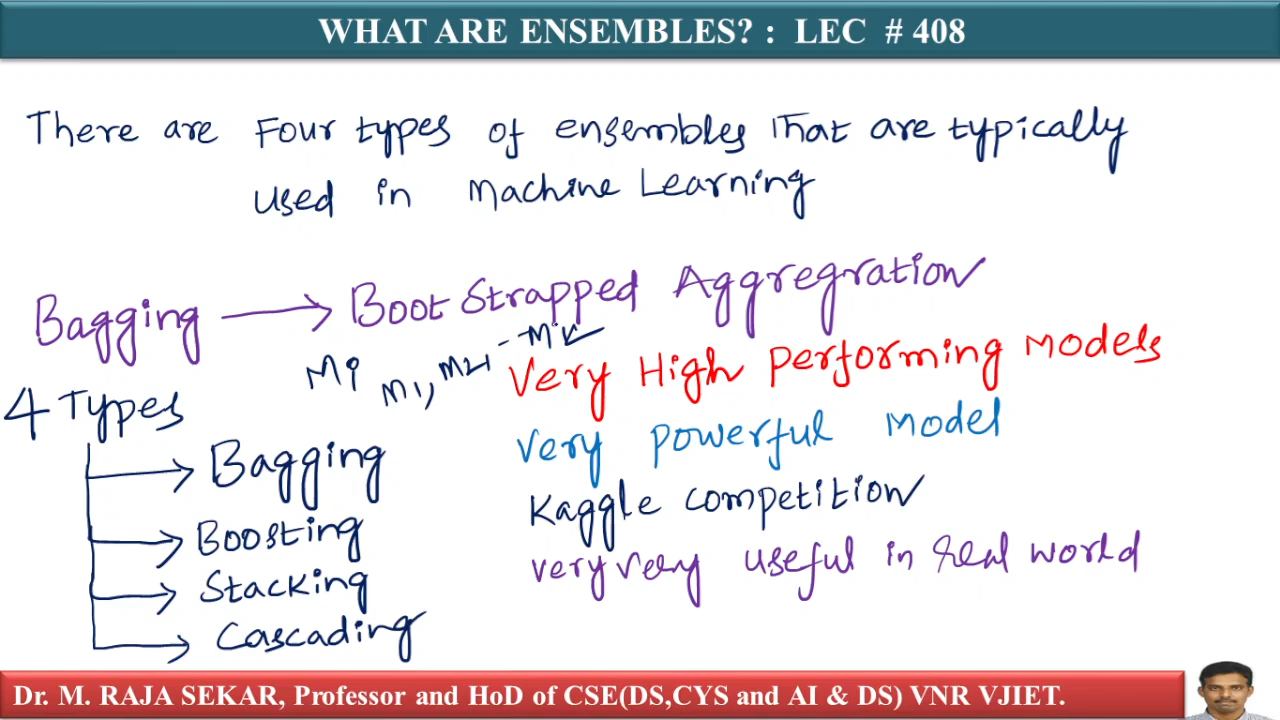 WHAT ARE ENSEMBLES? : LEC # 408
There are Four types of ensembles that are typically
used in Machine Learning
Bagging → Boot Strapped Aggregration
Mi M1, M2, - - Mk
Very High Performing Models
4 Types
Very powerful Model
Bagging
Kaggle competition
Boosting
very very useful in real world
Stacking
Cascading
Dr. M. RAJA SEKAR, Professor and HoD of CSE(DS,CYS and AI & DS) VNR VJIET.